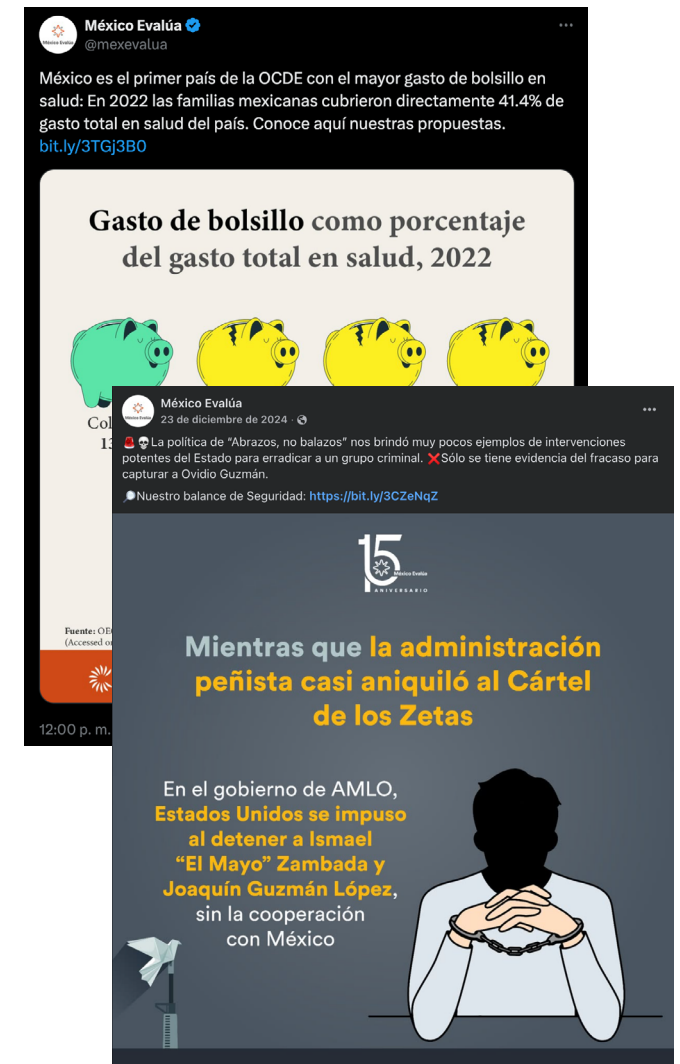 México Evalúa
@mexevalua
México es el primer país de la OCDE con el mayor gasto de bolsillo en
salud: En 2022 las familias mexicanas cubrieron directamente 41.4% de
gasto total en salud del país. Conoce aquí nuestras propuestas.
bit.ly/3TGj3B0
Gasto de bolsillo como porcentaje
del gasto total en salud, 2022
Fuente:
(Accessed
12:00 p. m.
México Evalúa
23 de diciembre de 2024 ·
🚨💀La política de “Abrazos, no balazos” nos brindó muy pocos ejemplos de intervenciones
potentes del Estado para erradicar a un grupo criminal. ❌Sólo se tiene evidencia del fracaso para
capturar a Ovidio Guzmán.
🔎Nuestro balance de Seguridad: https://bit.ly/3CZeNqZ
15
México Evalúa
ANIVERSARIO
Mientras que la administración
peñista casi aniquiló al Cártel
de los Zetas
En el gobierno de AMLO,
Estados Unidos se impuso
al detener a Ismael
“El Mayo” Zambada y
Joaquín Guzmán López,
sin la cooperación
con México